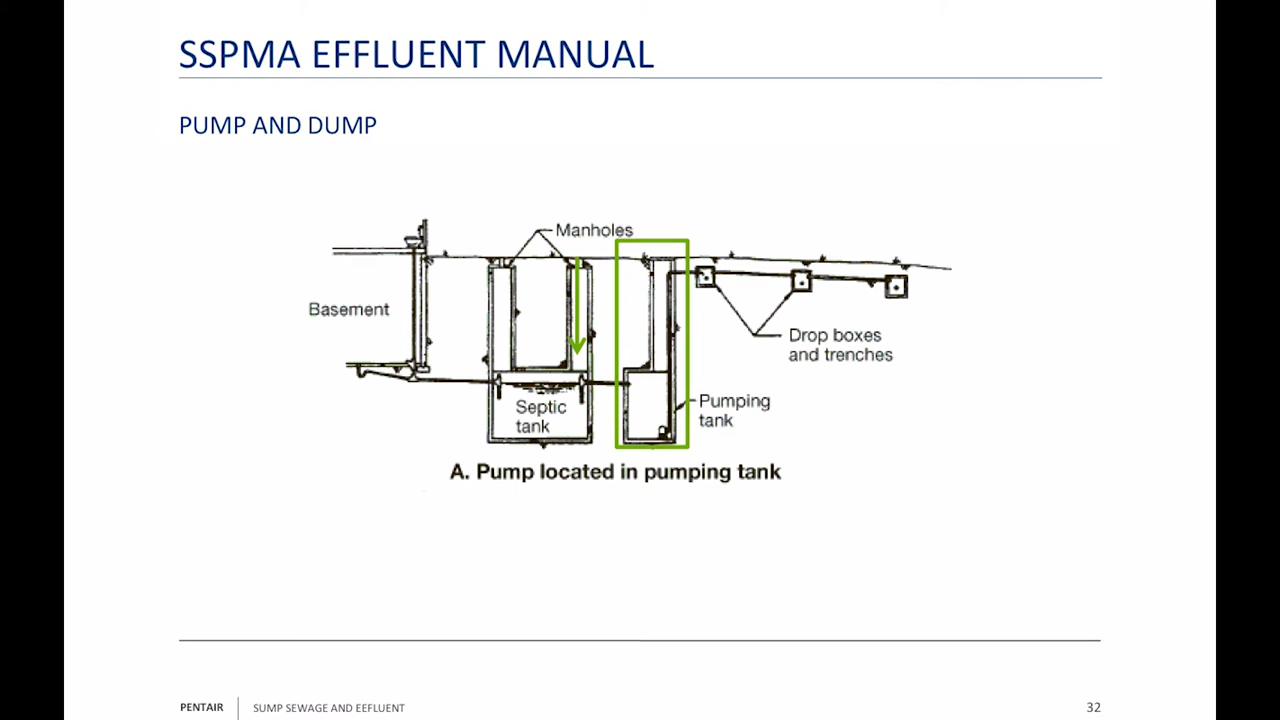 SSPMA EFFLUENT MANUAL
PUMP AND DUMP
Manholes
Basement
Drop boxes
and trenches
Septic
tank
Pumping
tank
A. Pump located in pumping tank
PENTAIR
SUMP SEWAGE AND EEFLUENT
32